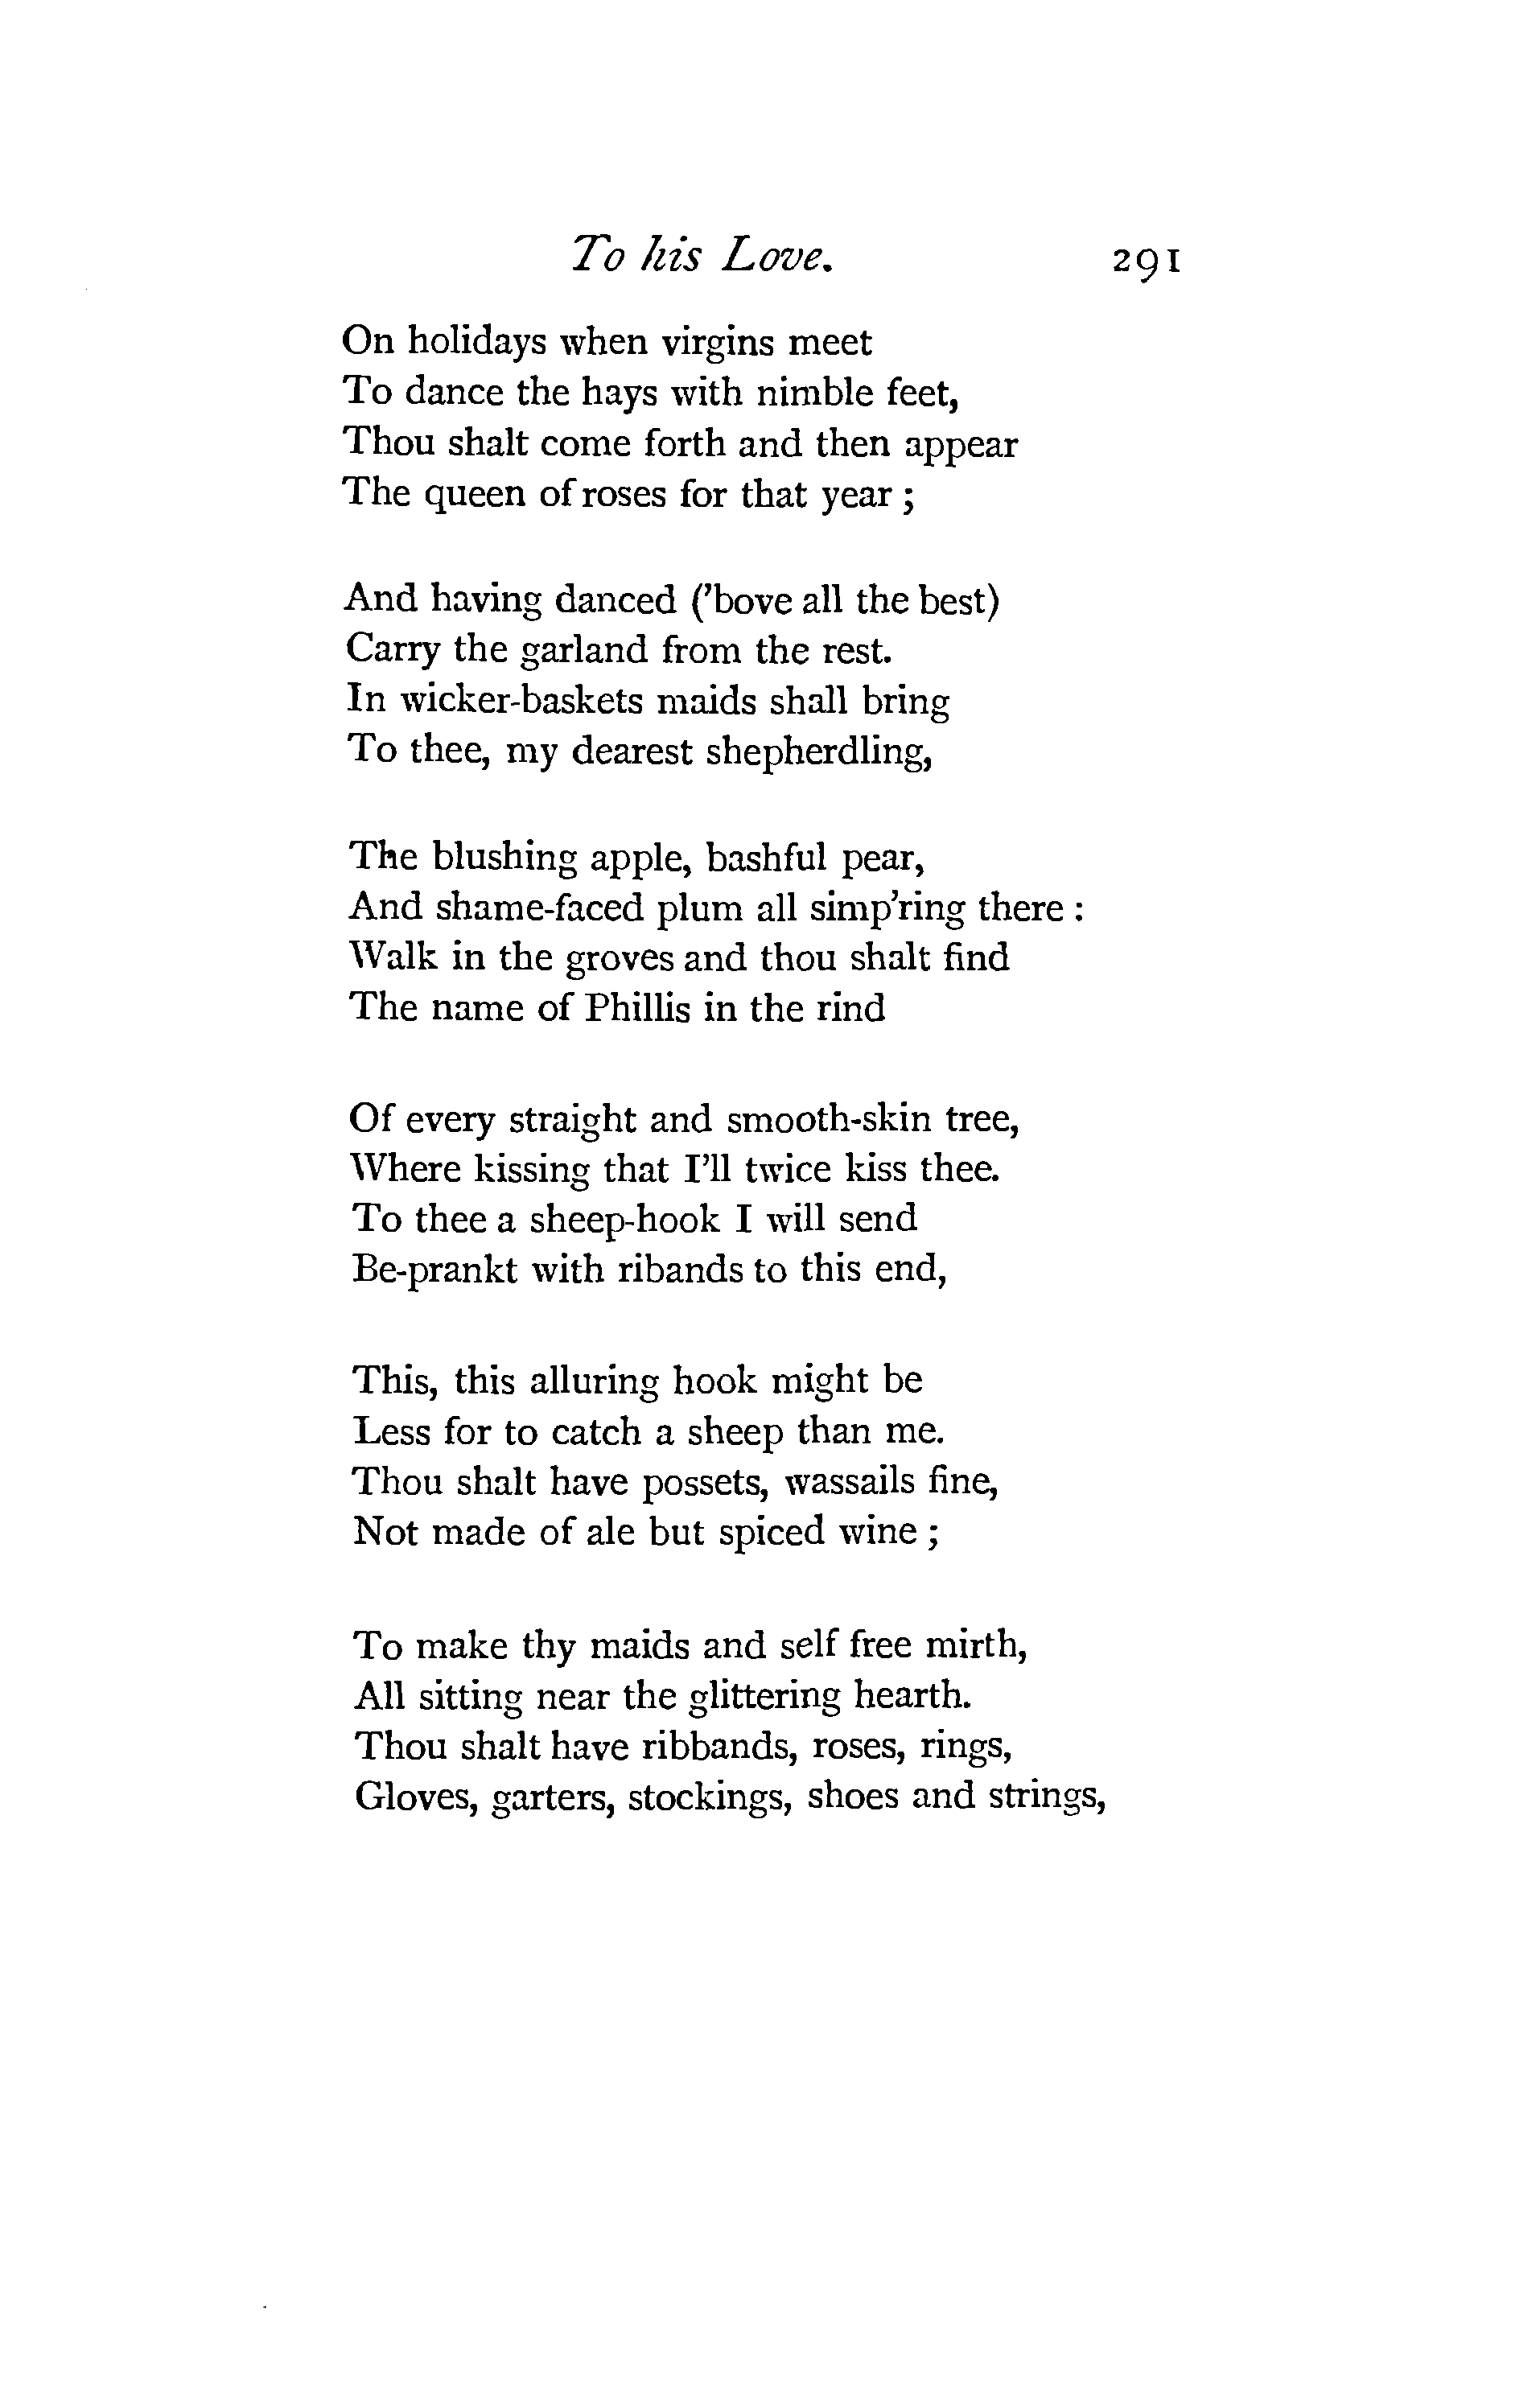 To his Love. 291
On holidays when virgins meet
To dance the hays with nimble feet,
Thou shalt come forth and then appear
The queen of roses for that year ;
And having danced (’bove all the best)
Carry the garland from the rest.
In wicker-baskets maids shall bring
To thee, my dearest shepherdling,
The blushing apple, bashful pear,
And shame-faced plum all simp’ring there :
Walk in the groves and thou shalt find
The name of Phillis in the rind
Of every straight and smooth-skin tree,
Where kissing that I’ll twice kiss thee.
To thee a sheep-hook I will send
Be-prankt with ribands to this end,
This, this alluring hook might be
Less for to catch a sheep than me.
Thou shalt have possets, wassails fine,
Not made of ale but spiced wine ;
To make thy maids and self free mirth,
All sitting near the glittering hearth.
Thou shalt have ribbands, roses, rings,
Gloves, garters, stockings, shoes and strings,